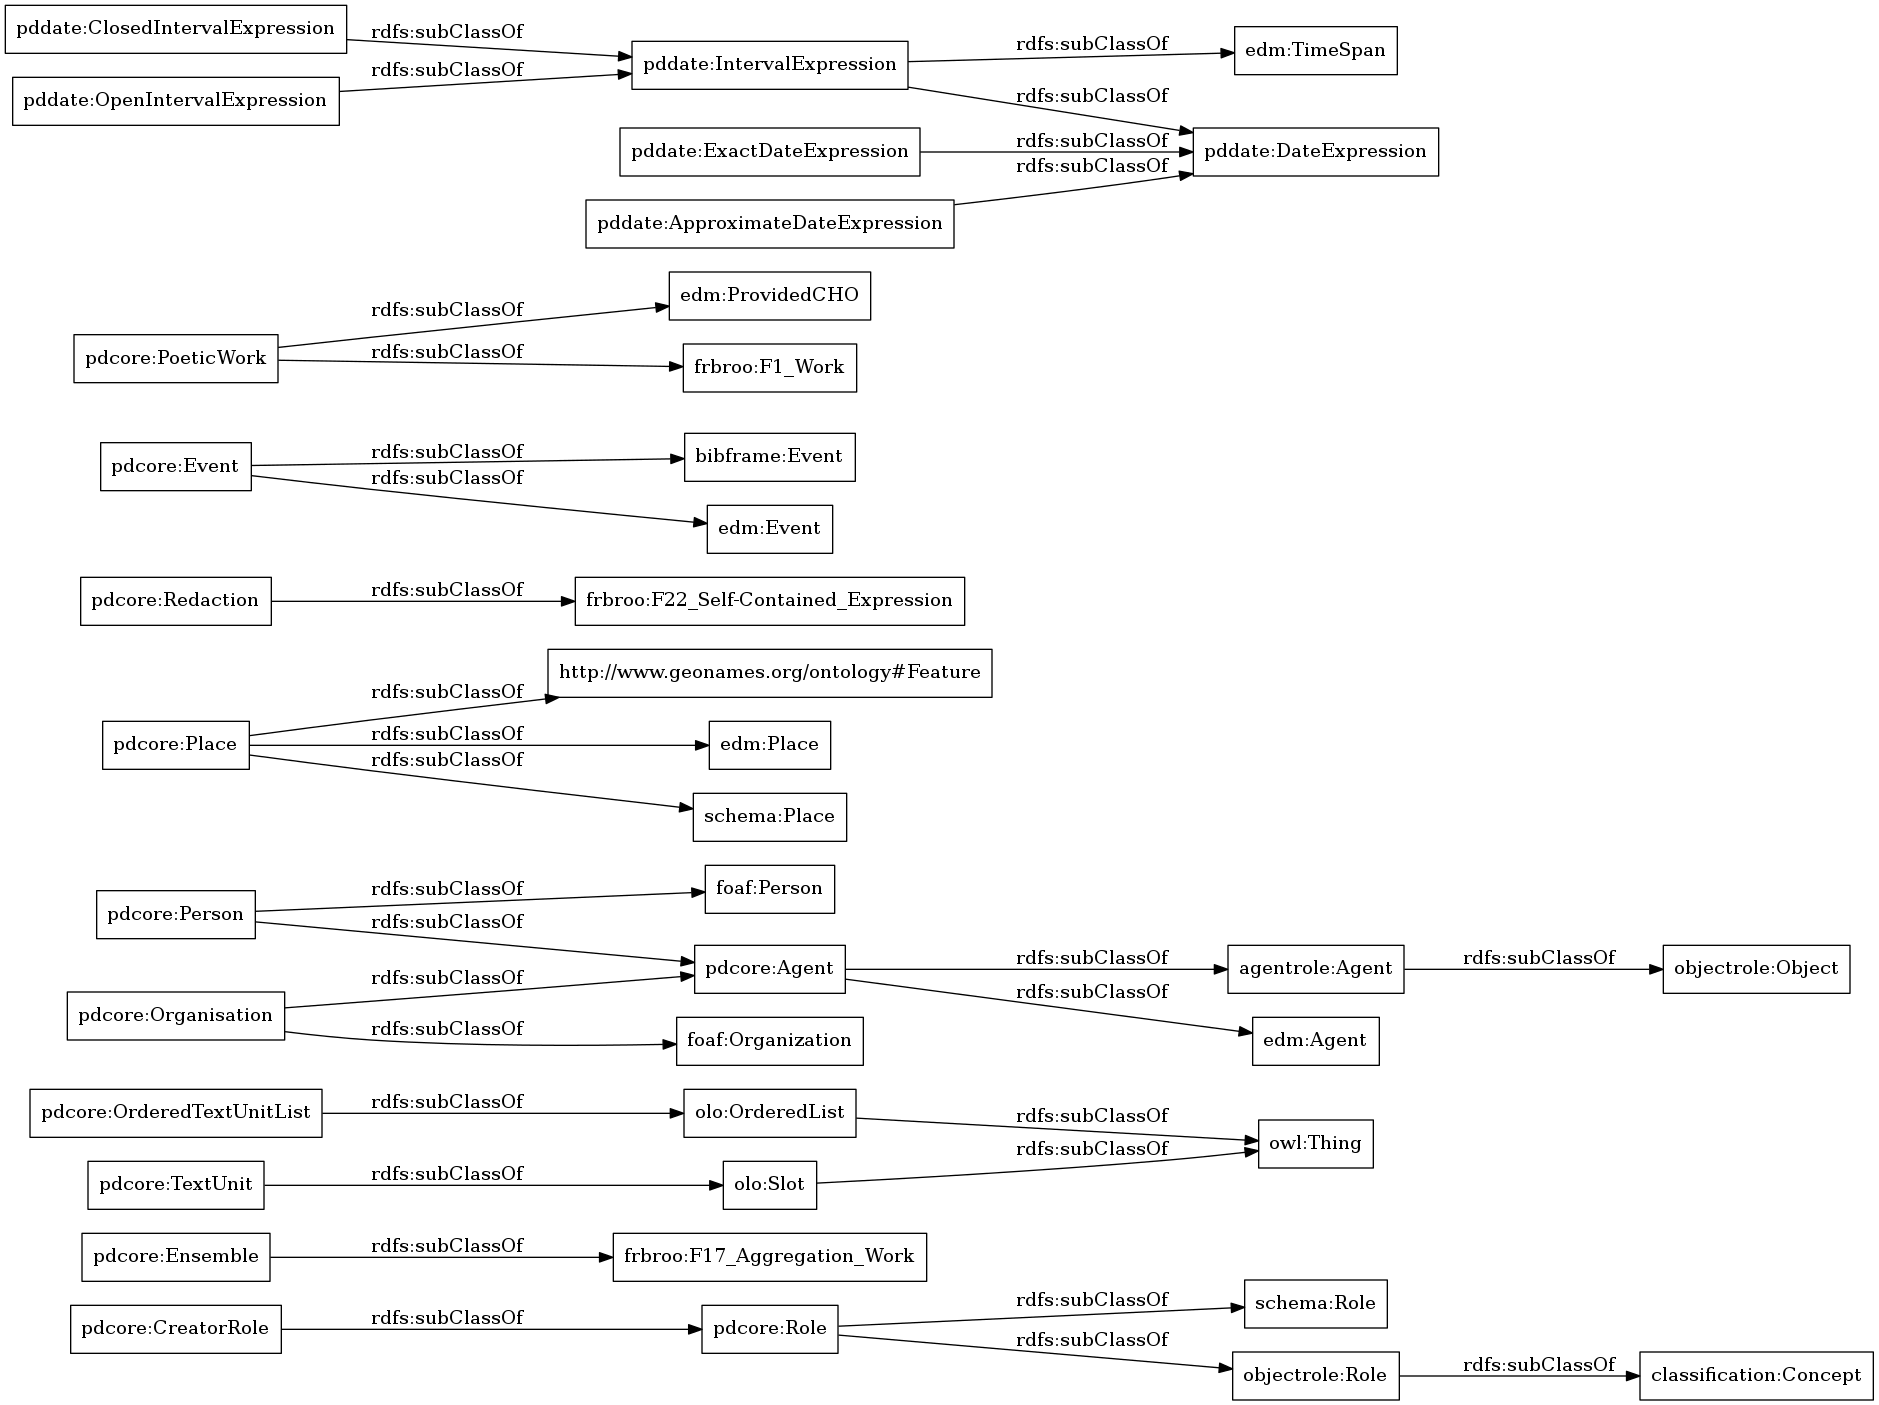 pddate:ClosedIntervalExpression
rdfs:subClassOf
pddate:OpenIntervalExpression
rdfs:subClassOf
pddate:IntervalExpression
rdfs:subClassOf
edm:TimeSpan
rdfs:subClassOf
pddate:ExactDateExpression
rdfs:subClassOf
pddate:DateExpression
rdfs:subClassOf
pddate:ApproximateDateExpression
pdcore:PoeticWork
rdfs:subClassOf
edm:ProvidedCHO
rdfs:subClassOf
frbroo:F1_Work
pdcore:Event
rdfs:subClassOf
bibframe:Event
rdfs:subClassOf
edm:Event
pdcore:Redaction
rdfs:subClassOf
frbroo:F22_Self-Contained_Expression
pdcore:Place
rdfs:subClassOf
http://www.geonames.org/ontology#Feature
rdfs:subClassOf
edm:Place
rdfs:subClassOf
schema:Place
pdcore:Person
rdfs:subClassOf
foaf:Person
rdfs:subClassOf
pdcore:Agent
rdfs:subClassOf
agentrole:Agent
rdfs:subClassOf
objectrole:Object
rdfs:subClassOf
edm:Agent
pdcore:Organisation
rdfs:subClassOf
rdfs:subClassOf
foaf:Organization
pdcore:OrderedTextUnitList
rdfs:subClassOf
olo:OrderedList
rdfs:subClassOf
owl:Thing
pdcore:TextUnit
rdfs:subClassOf
olo:Slot
rdfs:subClassOf
pdcore:Ensemble
rdfs:subClassOf
frbroo:F17_Aggregation_Work
pdcore:CreatorRole
rdfs:subClassOf
pdcore:Role
rdfs:subClassOf
schema:Role
rdfs:subClassOf
objectrole:Role
rdfs:subClassOf
classification:Concept